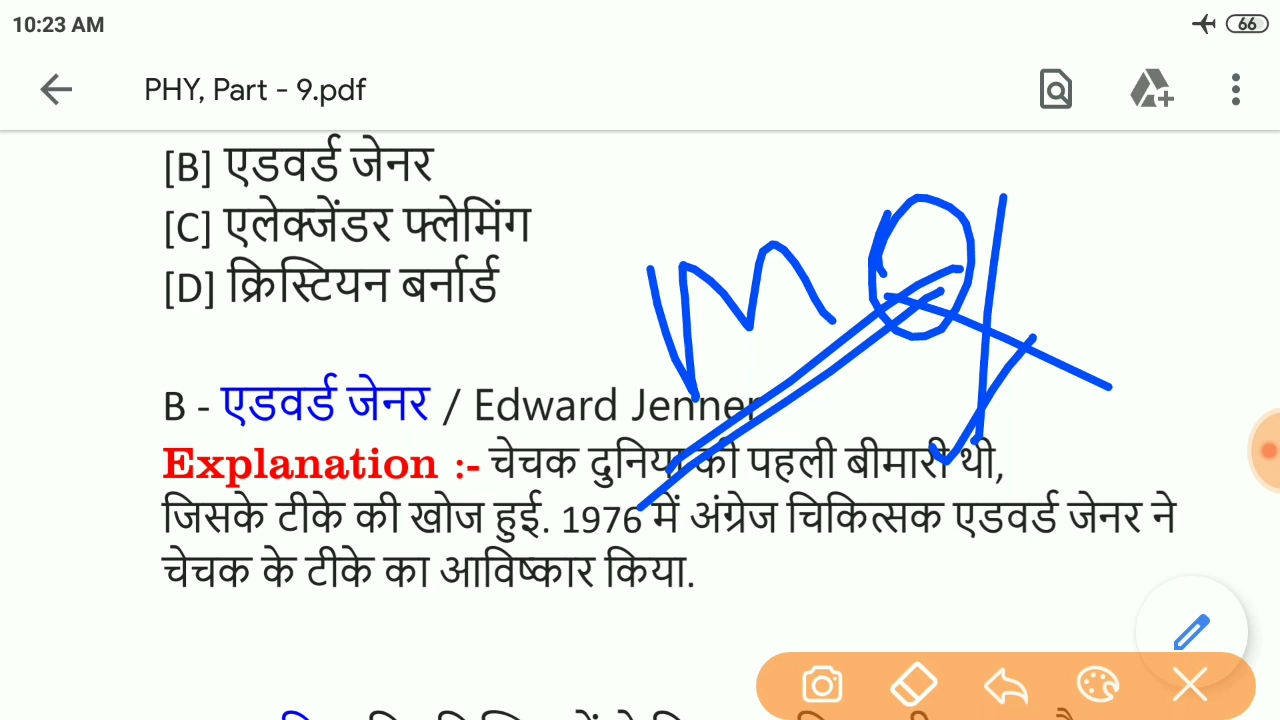 10:23 AM
66
PHY, Part - 9.pdf
[B] एडवर्ड जेनर
[C] एलेक्जेंडर फ्लेमिंग
[D] क्रिस्टियन बर्नार्ड
B - एडवर्ड जेनर / Edward Jenner
Explanation :- चेचक दुनिया की पहली बीमारी थी,
जिसके टीके की खोज हुई. 1976 में अंग्रेज चिकित्सक एडवर्ड जेनर ने
चेचक के टीके का आविष्कार किया.